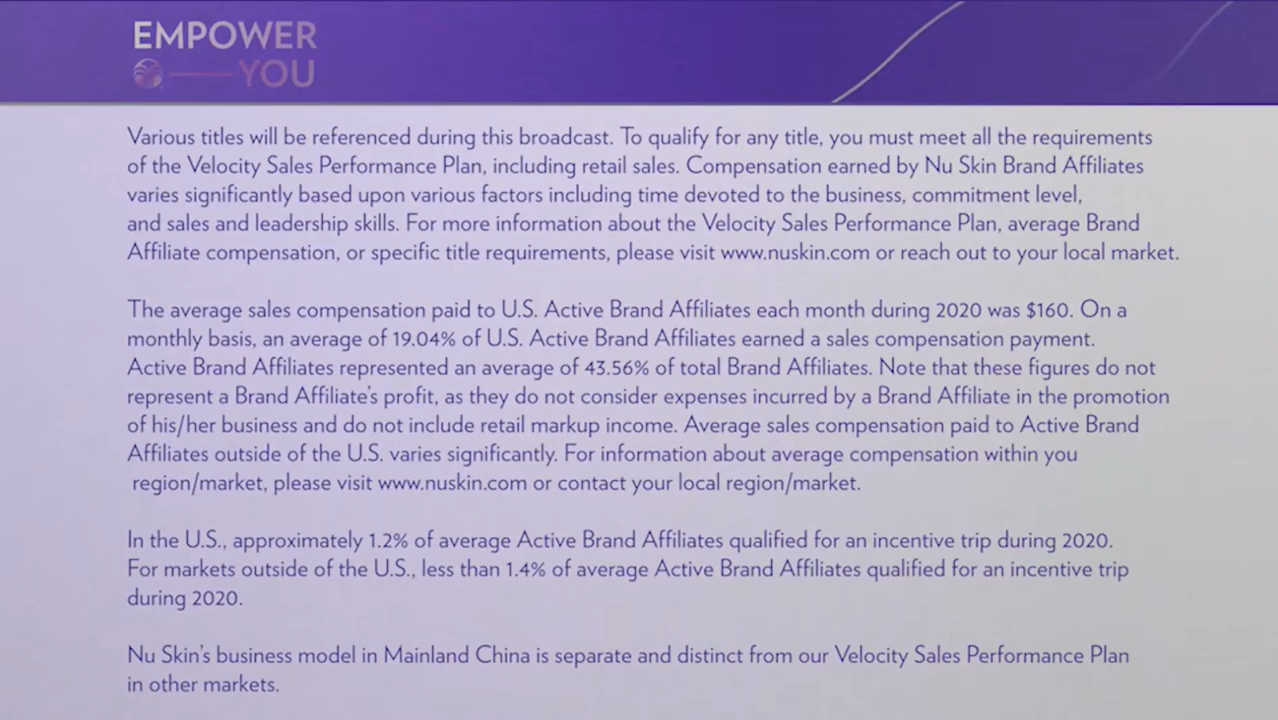 EMPOWER
YOU
Various titles will be referenced during this broadcast. To qualify for any title, you must meet all the requirements
of the Velocity Sales Performance Plan, including retail sales. Compensation earned by Nu Skin Brand Affiliates
varies significantly based upon various factors including time devoted to the business, commitment level,
and sales and leadership skills. For more information about the Velocity Sales Performance Plan, average Brand
Affiliate compensation, or specific title requirements, please visit www.nuskin.com or reach out to your local market.
The average sales compensation paid to U.S. Active Brand Affiliates each month during 2020 was $160. On a
monthly basis, an average of 19.04% of U.S. Active Brand Affiliates earned a sales compensation payment.
Active Brand Affiliates represented an average of 43.56% of total Brand Affiliates. Note that these figures do not
represent a Brand Affiliate's profit, as they do not consider expenses incurred by a Brand Affiliate in the promotion
of his/her business and do not include retail markup income. Average sales compensation paid to Active Brand
Affiliates outside of the U.S. varies significantly. For information about average compensation within you
region/market, please visit www.nuskin.com or contact your local region/market.
In the U.S., approximately 1.2% of average Active Brand Affiliates qualified for an incentive trip during 2020.
For markets outside of the U.S., less than 1.4% of average Active Brand Affiliates qualified for an incentive trip
during 2020.
Nu Skin's business model in Mainland China is separate and distinct from our Velocity Sales Performance Plan
in other markets.